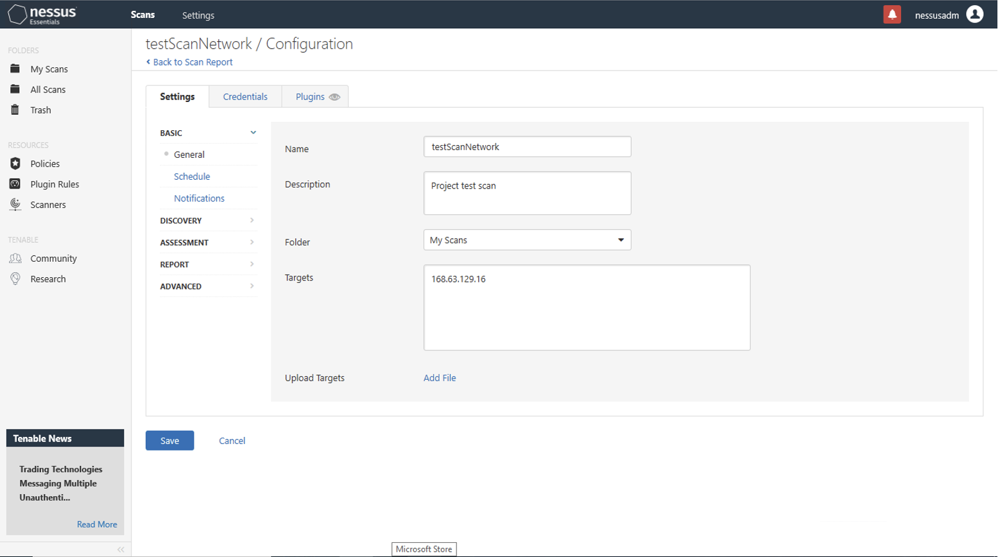 nessus
Essentials
Scans
Settings
nessusadm
FOLDERS
My Scans
All Scans
Trash
RESOURCES
Policies
Plugin Rules
Scanners
TENABLE
Community
Research
Tenable News
Trading Technologies
Messaging Multiple
Unauthenti...
Read More
testScanNetwork / Configuration
Back to Scan Report
Settings
Credentials
Plugins
BASIC
General
Schedule
Notifications
DISCOVERY
ASSESSMENT
REPORT
ADVANCED
Name
testScanNetwork
Description
Project test scan
Folder
My Scans
Targets
168.63.129.16
Upload Targets
Add File
Save
Cancel
Microsoft Store